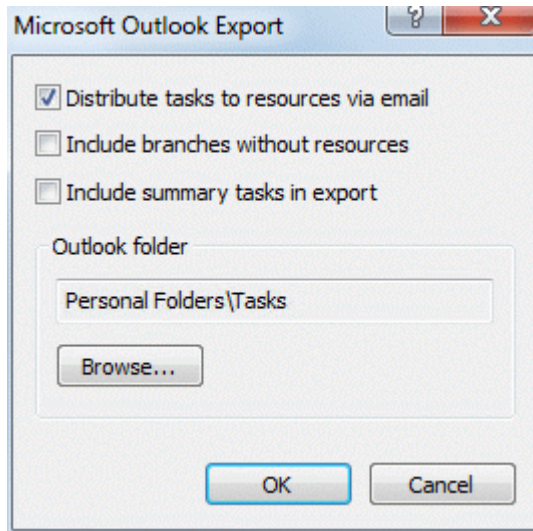 Microsoft Outlook Export
Distribute tasks to resources via email
Include branches without resources
Include summary tasks in export
Outlook folder
Personal Folders\Tasks
Browse...
OK Cancel